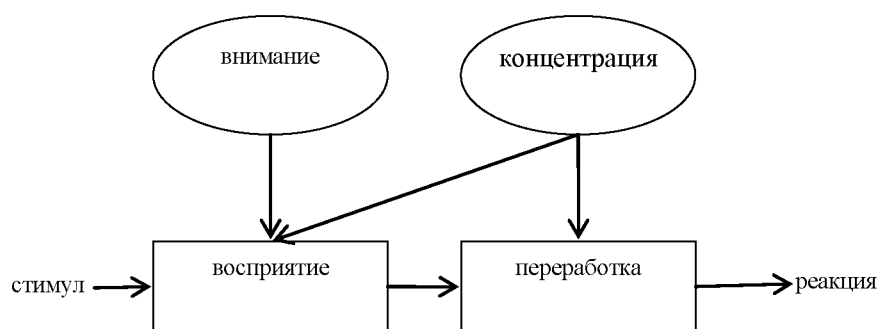 внимание
концентрация
стимул
восприятие
переработка
реакция